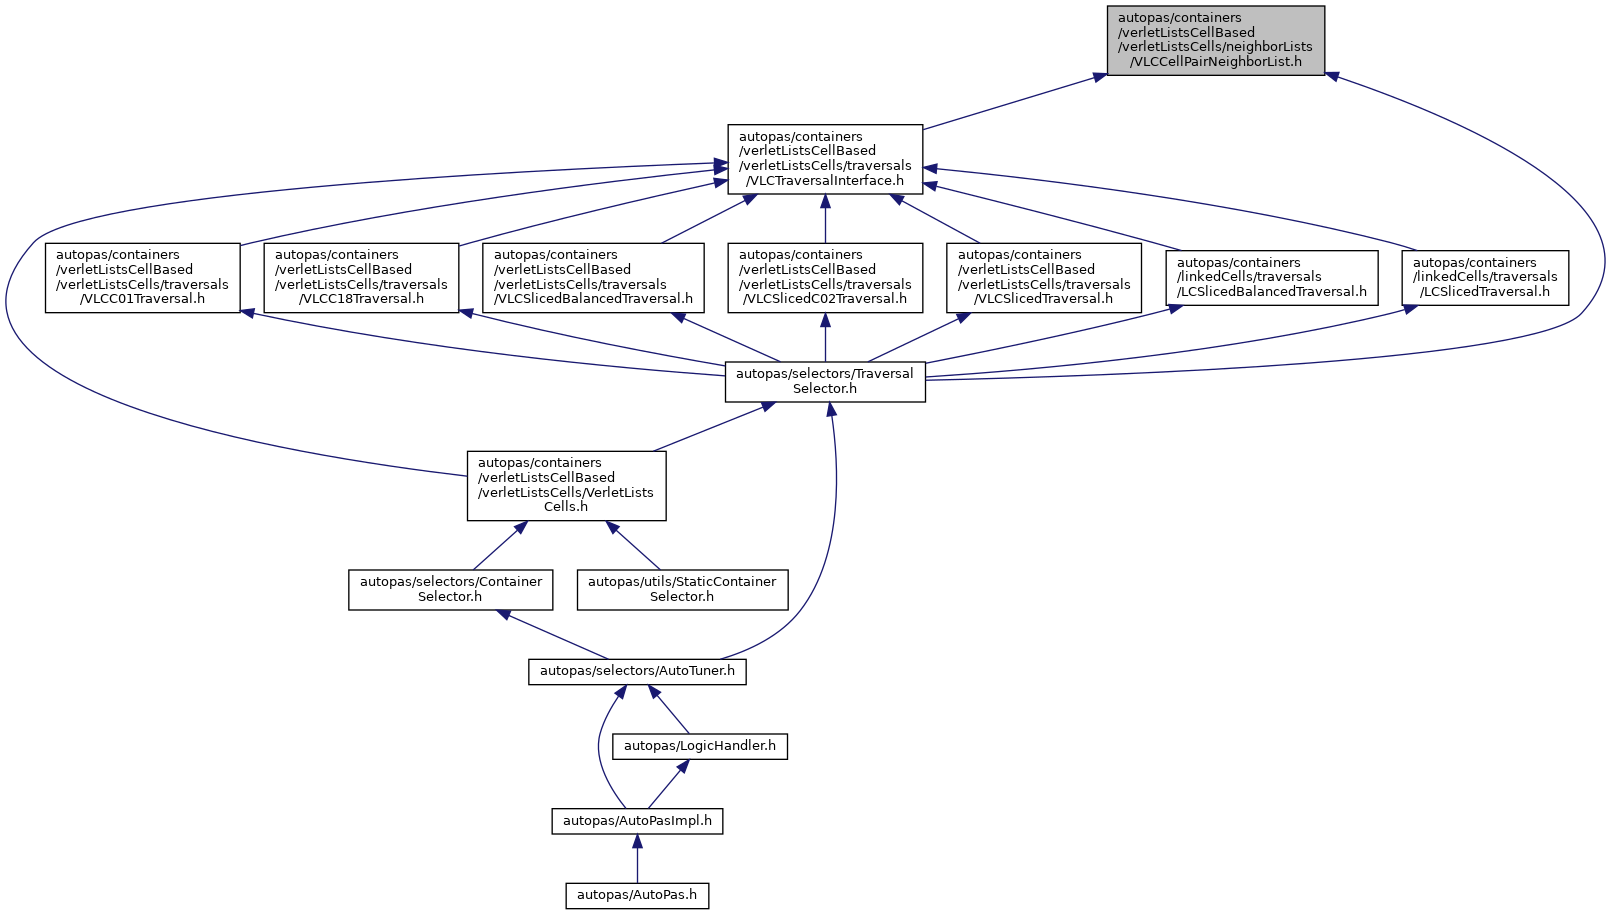 autopas/containers
/verletListsCellBased
/verletListsCells/neighborLists
/VLCCellPairNeighborList.h
autopas/containers
/verletListsCellBased
/verletListsCells/traversals
/VLCTraversalInterface.h
autopas/containers
/verletListsCellBased
/verletListsCells/traversals
/VLCC01Traversal.h
autopas/containers
/verletListsCellBased
/verletListsCells/traversals
/VLCC18Traversal.h
autopas/containers
/verletListsCellBased
/verletListsCells/traversals
/VLCSlicedBalancedTraversal.h
autopas/containers
/verletListsCellBased
/verletListsCells/traversals
/VLCSlicedC02Traversal.h
autopas/containers
/verletListsCellBased
/verletListsCells/traversals
/VLCSlicedTraversal.h
autopas/containers
/linkedCells/traversals
/LCSlicedBalancedTraversal.h
autopas/containers
/linkedCells/traversals
/LCSlicedTraversal.h
autopas/selectors/Traversal
Selector.h
autopas/containers
/verletListsCellBased
/verletListsCells/VerletLists
Cells.h
autopas/selectors/Container
Selector.h
autopas/utils/StaticContainer
Selector.h
autopas/selectors/AutoTuner.h
autopas/LogicHandler.h
autopas/AutoPasImpl.h
autopas/AutoPas.h